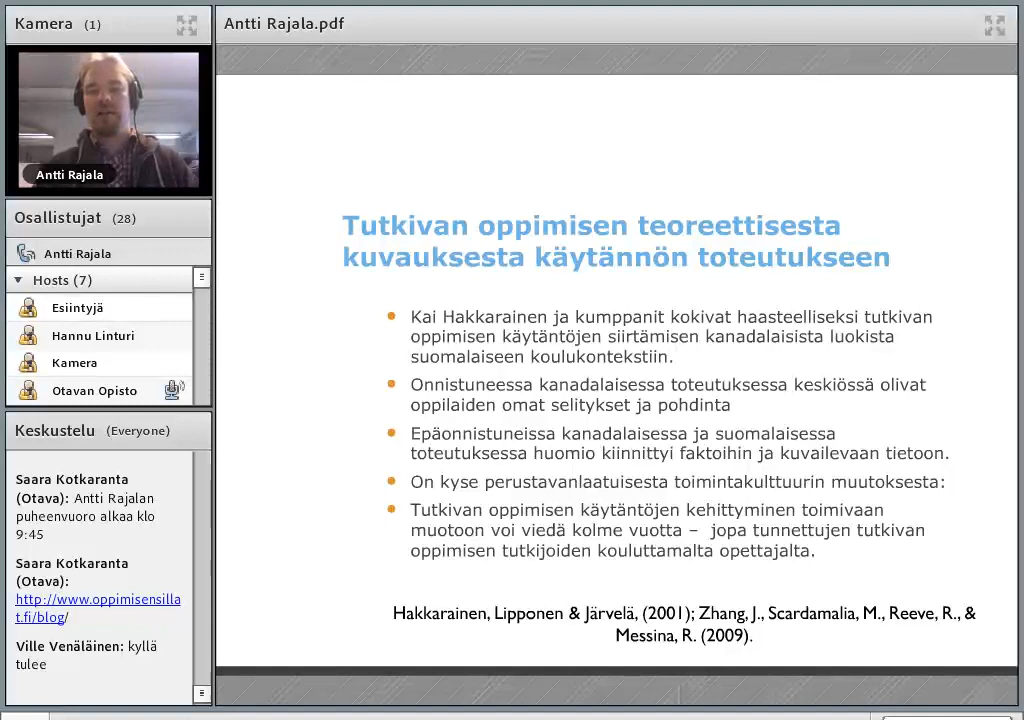 Kamera (1)
Antti Rajala
Osallistujat (28)
Antti Rajala
Hosts (7)
Esiintyjä
Hannu Linturi
Kamera
Otavan Opisto
Keskustelu (Everyone)
Saara Kotkaranta
(Otava): Antti Rajalan
puheenvuoro alkaa klo
9:45
Saara Kotkaranta
(Otava):
http://www.oppimisensilla
t.fi/blog/
Ville Venäläinen: kyllä
tulee
Antti Rajala.pdf
Tutkivan oppimisen teoreettisesta
kuvauksesta käytännön toteutukseen
• Kai Hakkarainen ja kumppanit kokivat haasteelliseksi tutkivan
oppimisen käytäntöjen siirtämisen kanadalaisista luokista
suomalaiseen koulukontekstiin.
• Onnistuneessa kanadalaisessa toteutuksessa keskiössä olivat
oppilaiden omat selitykset ja pohdinta
• Epäonnistuneissa kanadalaisessa ja suomalaisessa
toteutuksessa huomio kiinnittyi faktoihin ja kuvailevaan tietoon.
• On kyse perustavanlaatuisesta toimintakulttuurin muutoksesta:
• Tutkivan oppimisen käytäntöjen kehittyminen toimivaan
muotoon voi viedä kolme vuotta – jopa tunnettujen tutkivan
oppimisen tutkijoiden kouluttamalta opettajalta.
Hakkarainen, Lipponen & Järvelä, (2001); Zhang, J., Scardamalia, M., Reeve, R., &
Messina, R. (2009).